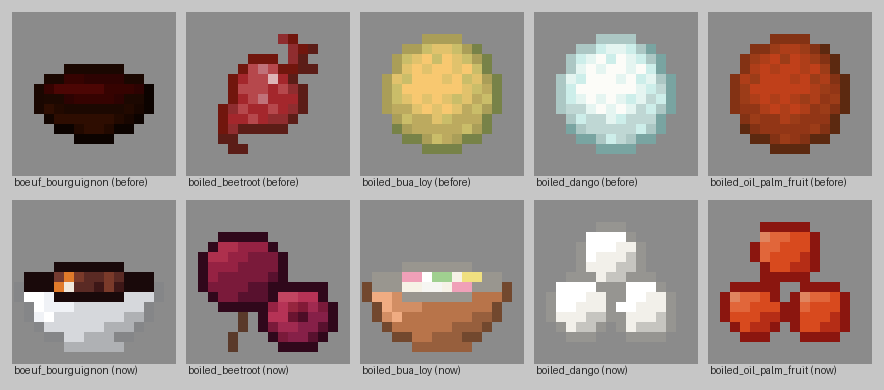 boeuf_bourguignon (before)
boiled_beetroot (before)
boiled_bua_loy (before)
boiled_dango (before)
boiled_oil_palm_fruit (before)
boeuf_bourguignon (now)
boiled_beetroot (now)
boiled_bua_loy (now)
boiled_dango (now)
boiled_oil_palm_fruit (now)